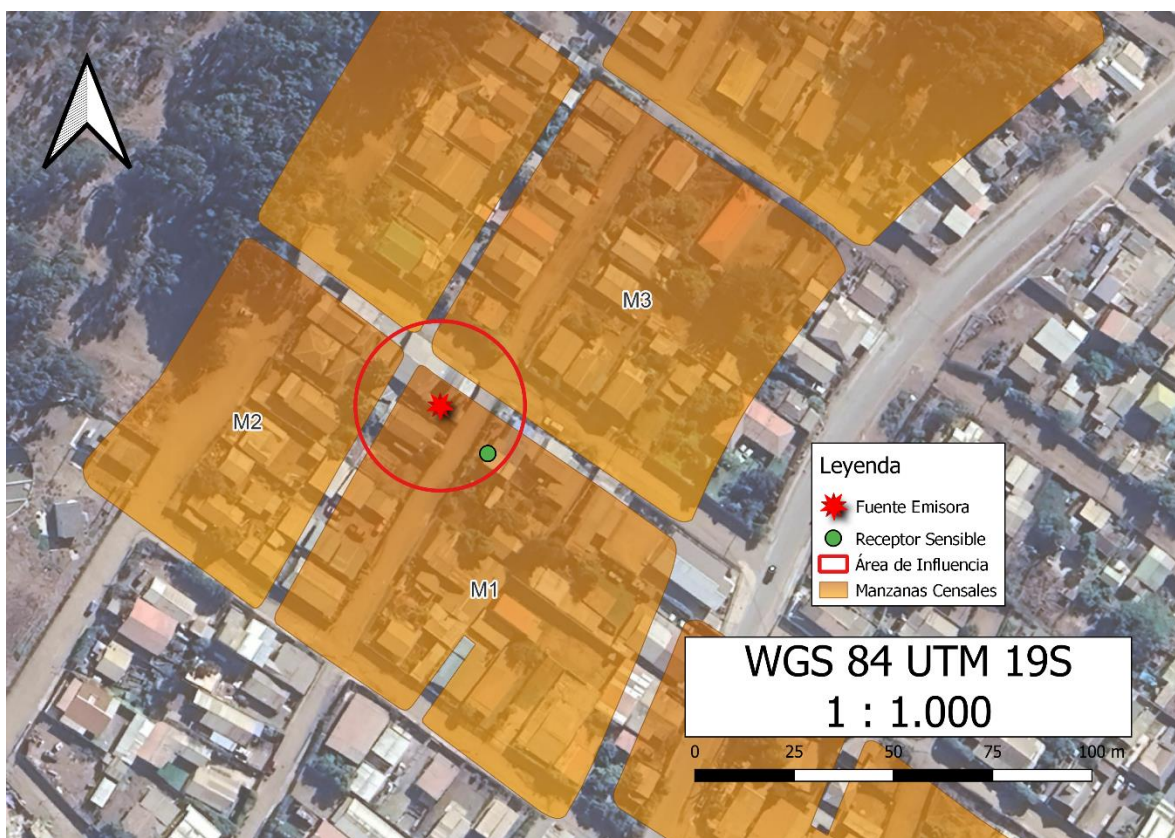 M3
M2
M1
Leyenda
Fuente Emisora
Receptor Sensible
Área de Influencia
Manzanas Censales
WGS 84 UTM 19S
1 : 1.000
0 25 50 75 100 m